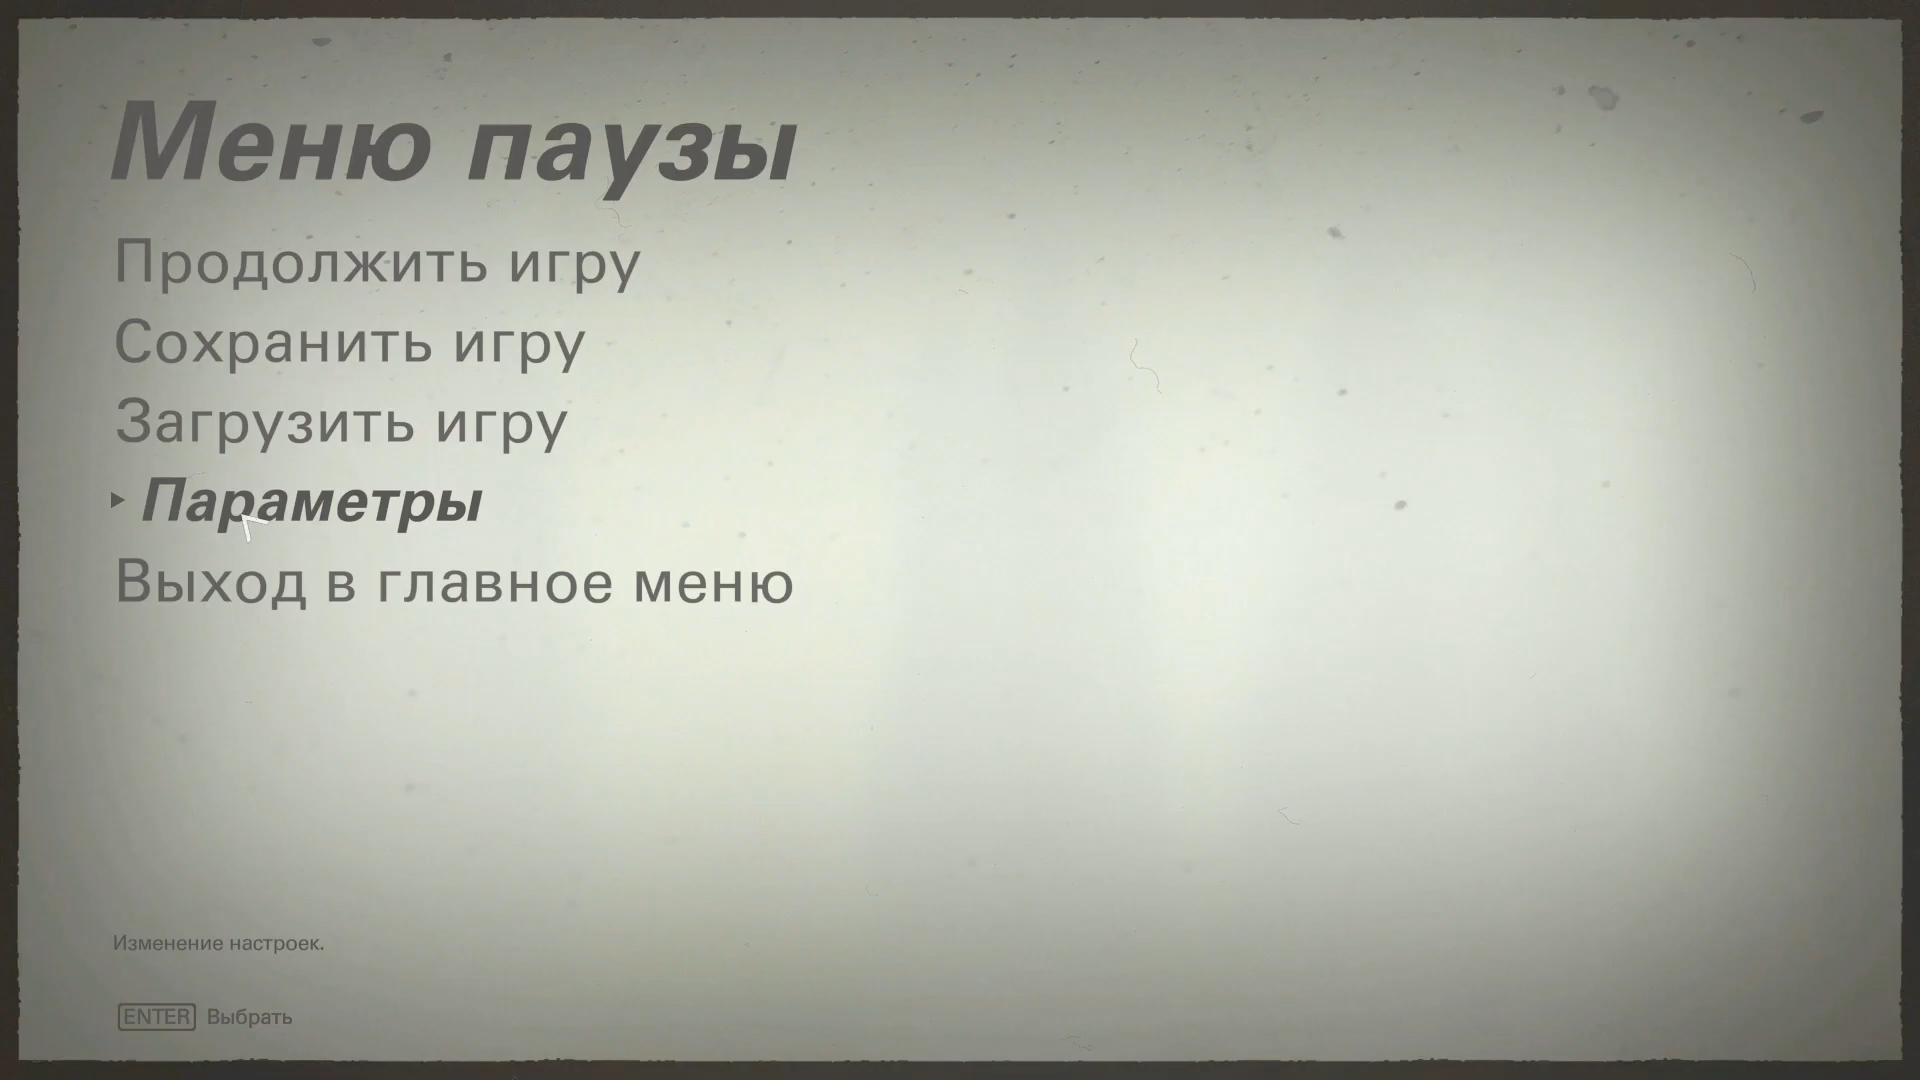 Меню паузы
Продолжить игру
Сохранить игру
Загрузить игру
Параметры
Выход в главное меню
Изменение настроек.
ENTER Выбрать